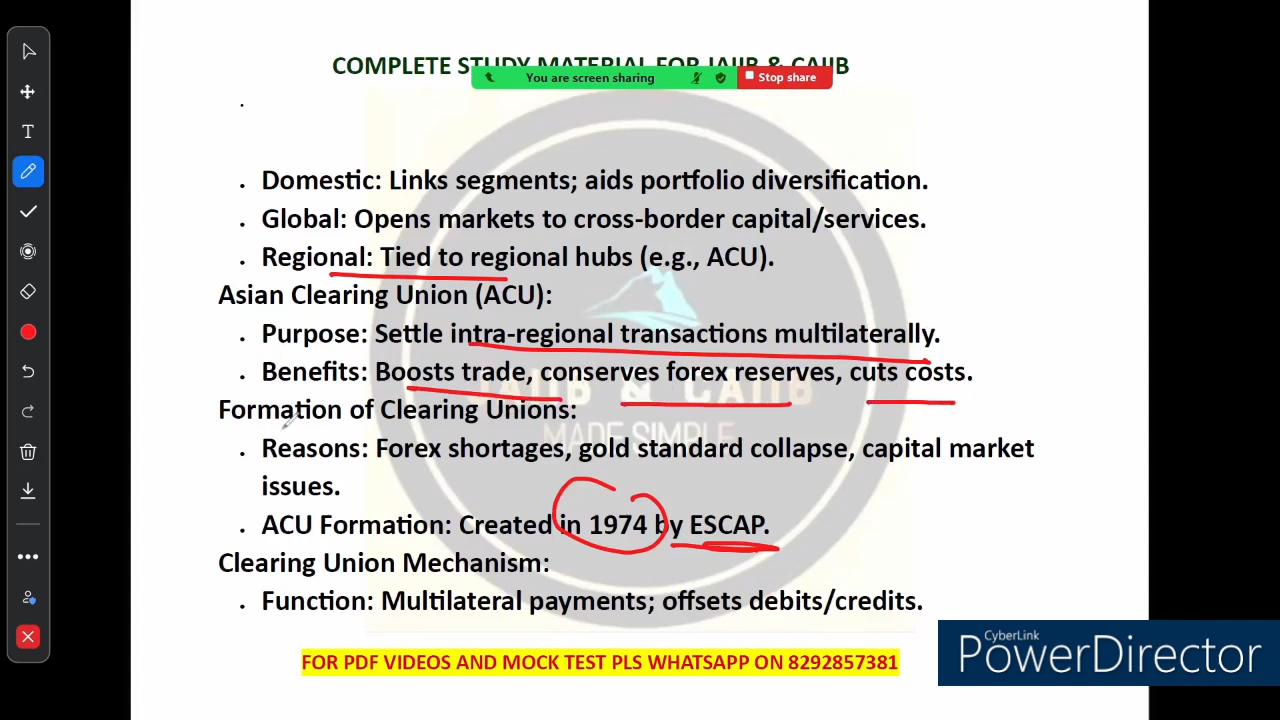 COMPLETE STUDY MATERIAL FOR JAIIB & CAIIB
You are screen sharing
Stop share
• Domestic: Links segments; aids portfolio diversification.
• Global: Opens markets to cross-border capital/services.
• Regional: Tied to regional hubs (e.g., ACU).
Asian Clearing Union (ACU):
• Purpose: Settle intra-regional transactions multilaterally.
• Benefits: Boosts trade, conserves forex reserves, cuts costs.
JAIIB & CAIIB
Formation of Clearing Unions:
MADE SIMPLE
• Reasons: Forex shortages, gold standard collapse, capital market
issues.
• ACU Formation: Created in 1974 by ESCAP.
Clearing Union Mechanism:
• Function: Multilateral payments; offsets debits/credits.
FOR PDF VIDEOS AND MOCK TEST PLS WHATSAPP ON 8292857381
CyberLink
PowerDirector
T